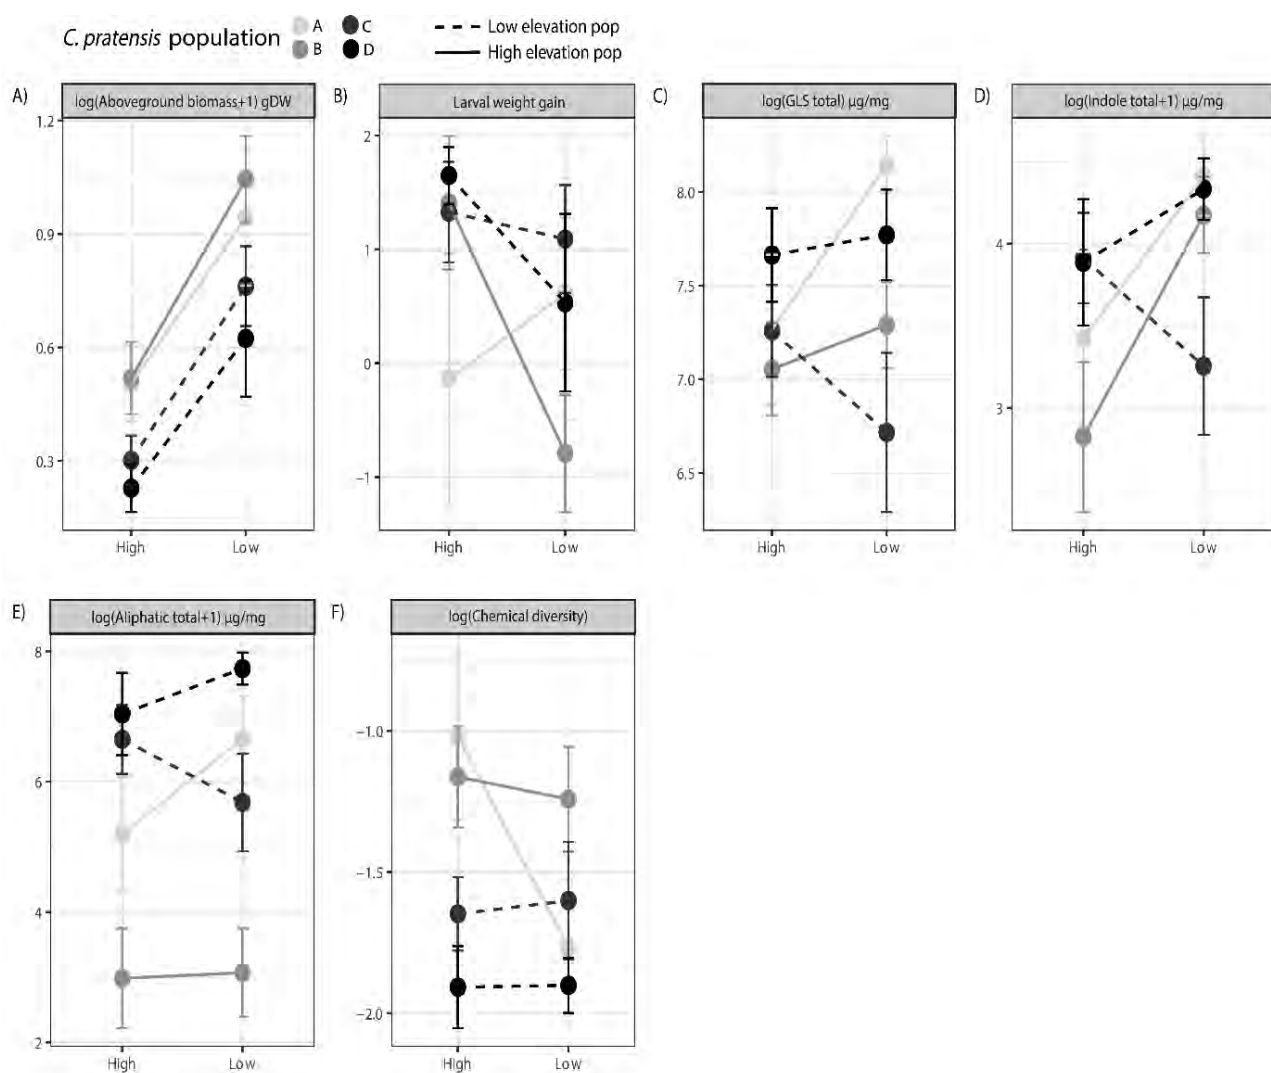 C. pratensis population A C Low elevation pop
B D High elevation pop
A) log(Aboveground biomass+1) gDW B) Larval weight gain C) log(GLS total) µg/mg D) log(Indole total+1) µg/mg
1.2
0.9
0.6
0.3
High Low
2
1
0
−1
High Low
8.0
7.5
7.0
6.5
High Low
4
3
High Low
E) log(Aliphatic total+1) µg/mg F) log(Chemical diversity)
8
6
4
2
High Low
−1.0
−1.5
−2.0
High Low